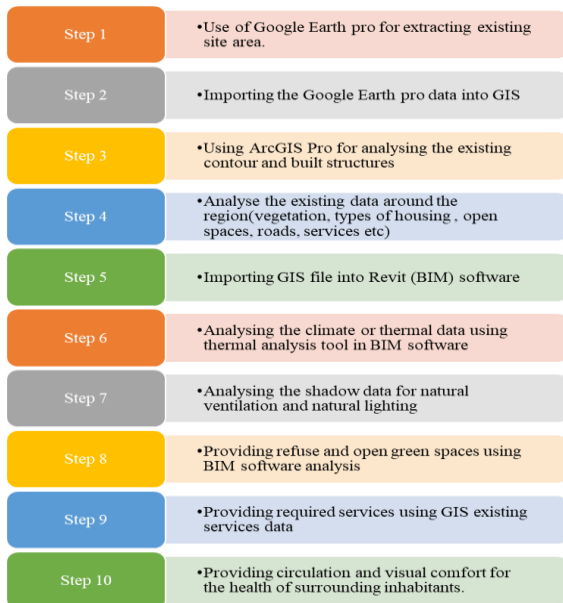 Step 1
•Use of Google Earth pro for extracting existing
site area.
Step 2
•Importing the Google Earth pro data into GIS
Step 3
•Using ArcGIS Pro for analysing the existing
contour and built structures
Step 4
•Analyse the existing data around the
region(vegetation, types of housing , open
spaces, roads, services etc)
Step 5
•Importing GIS file into Revit (BIM) software
Step 6
•Analysing the climate or thermal data using
thermal analysis tool in BIM software
Step 7
•Analysing the shadow data for natural
ventilation and natural lighting
Step 8
•Providing refuse and open green spaces using
BIM software analysis
Step 9
•Providing required services using GIS existing
services data
Step 10
•Providing circulation and visual comfort for
the health of surrounding inhabitants.